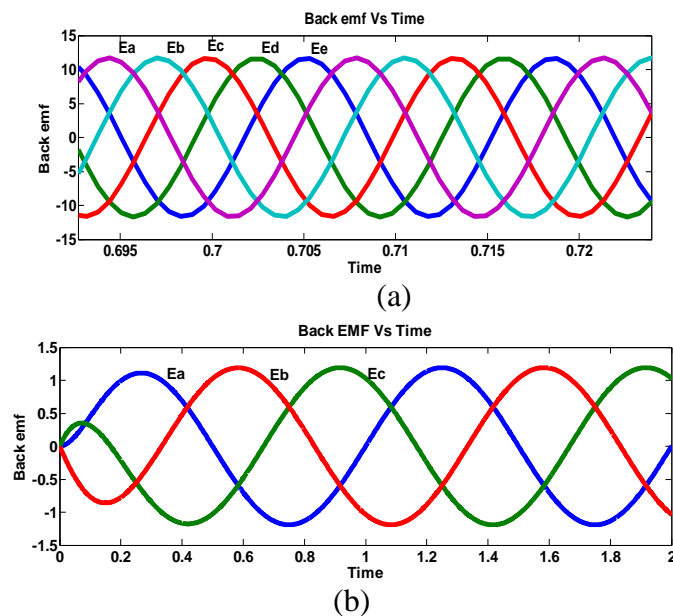 Back emf Vs Time
Ea Eb Ec Ed Ee
15
10
5
0
-5
-10
-15
Back emf
0.695 0.7 0.705 0.71 0.715 0.72
Time
(a)
Back EMF Vs Time
Ea Eb Ec
1.5
1
0.5
0
-0.5
-1
-1.5
Back emf
0 0.2 0.4 0.6 0.8 1 1.2 1.4 1.6 1.8 2
Time
(b)